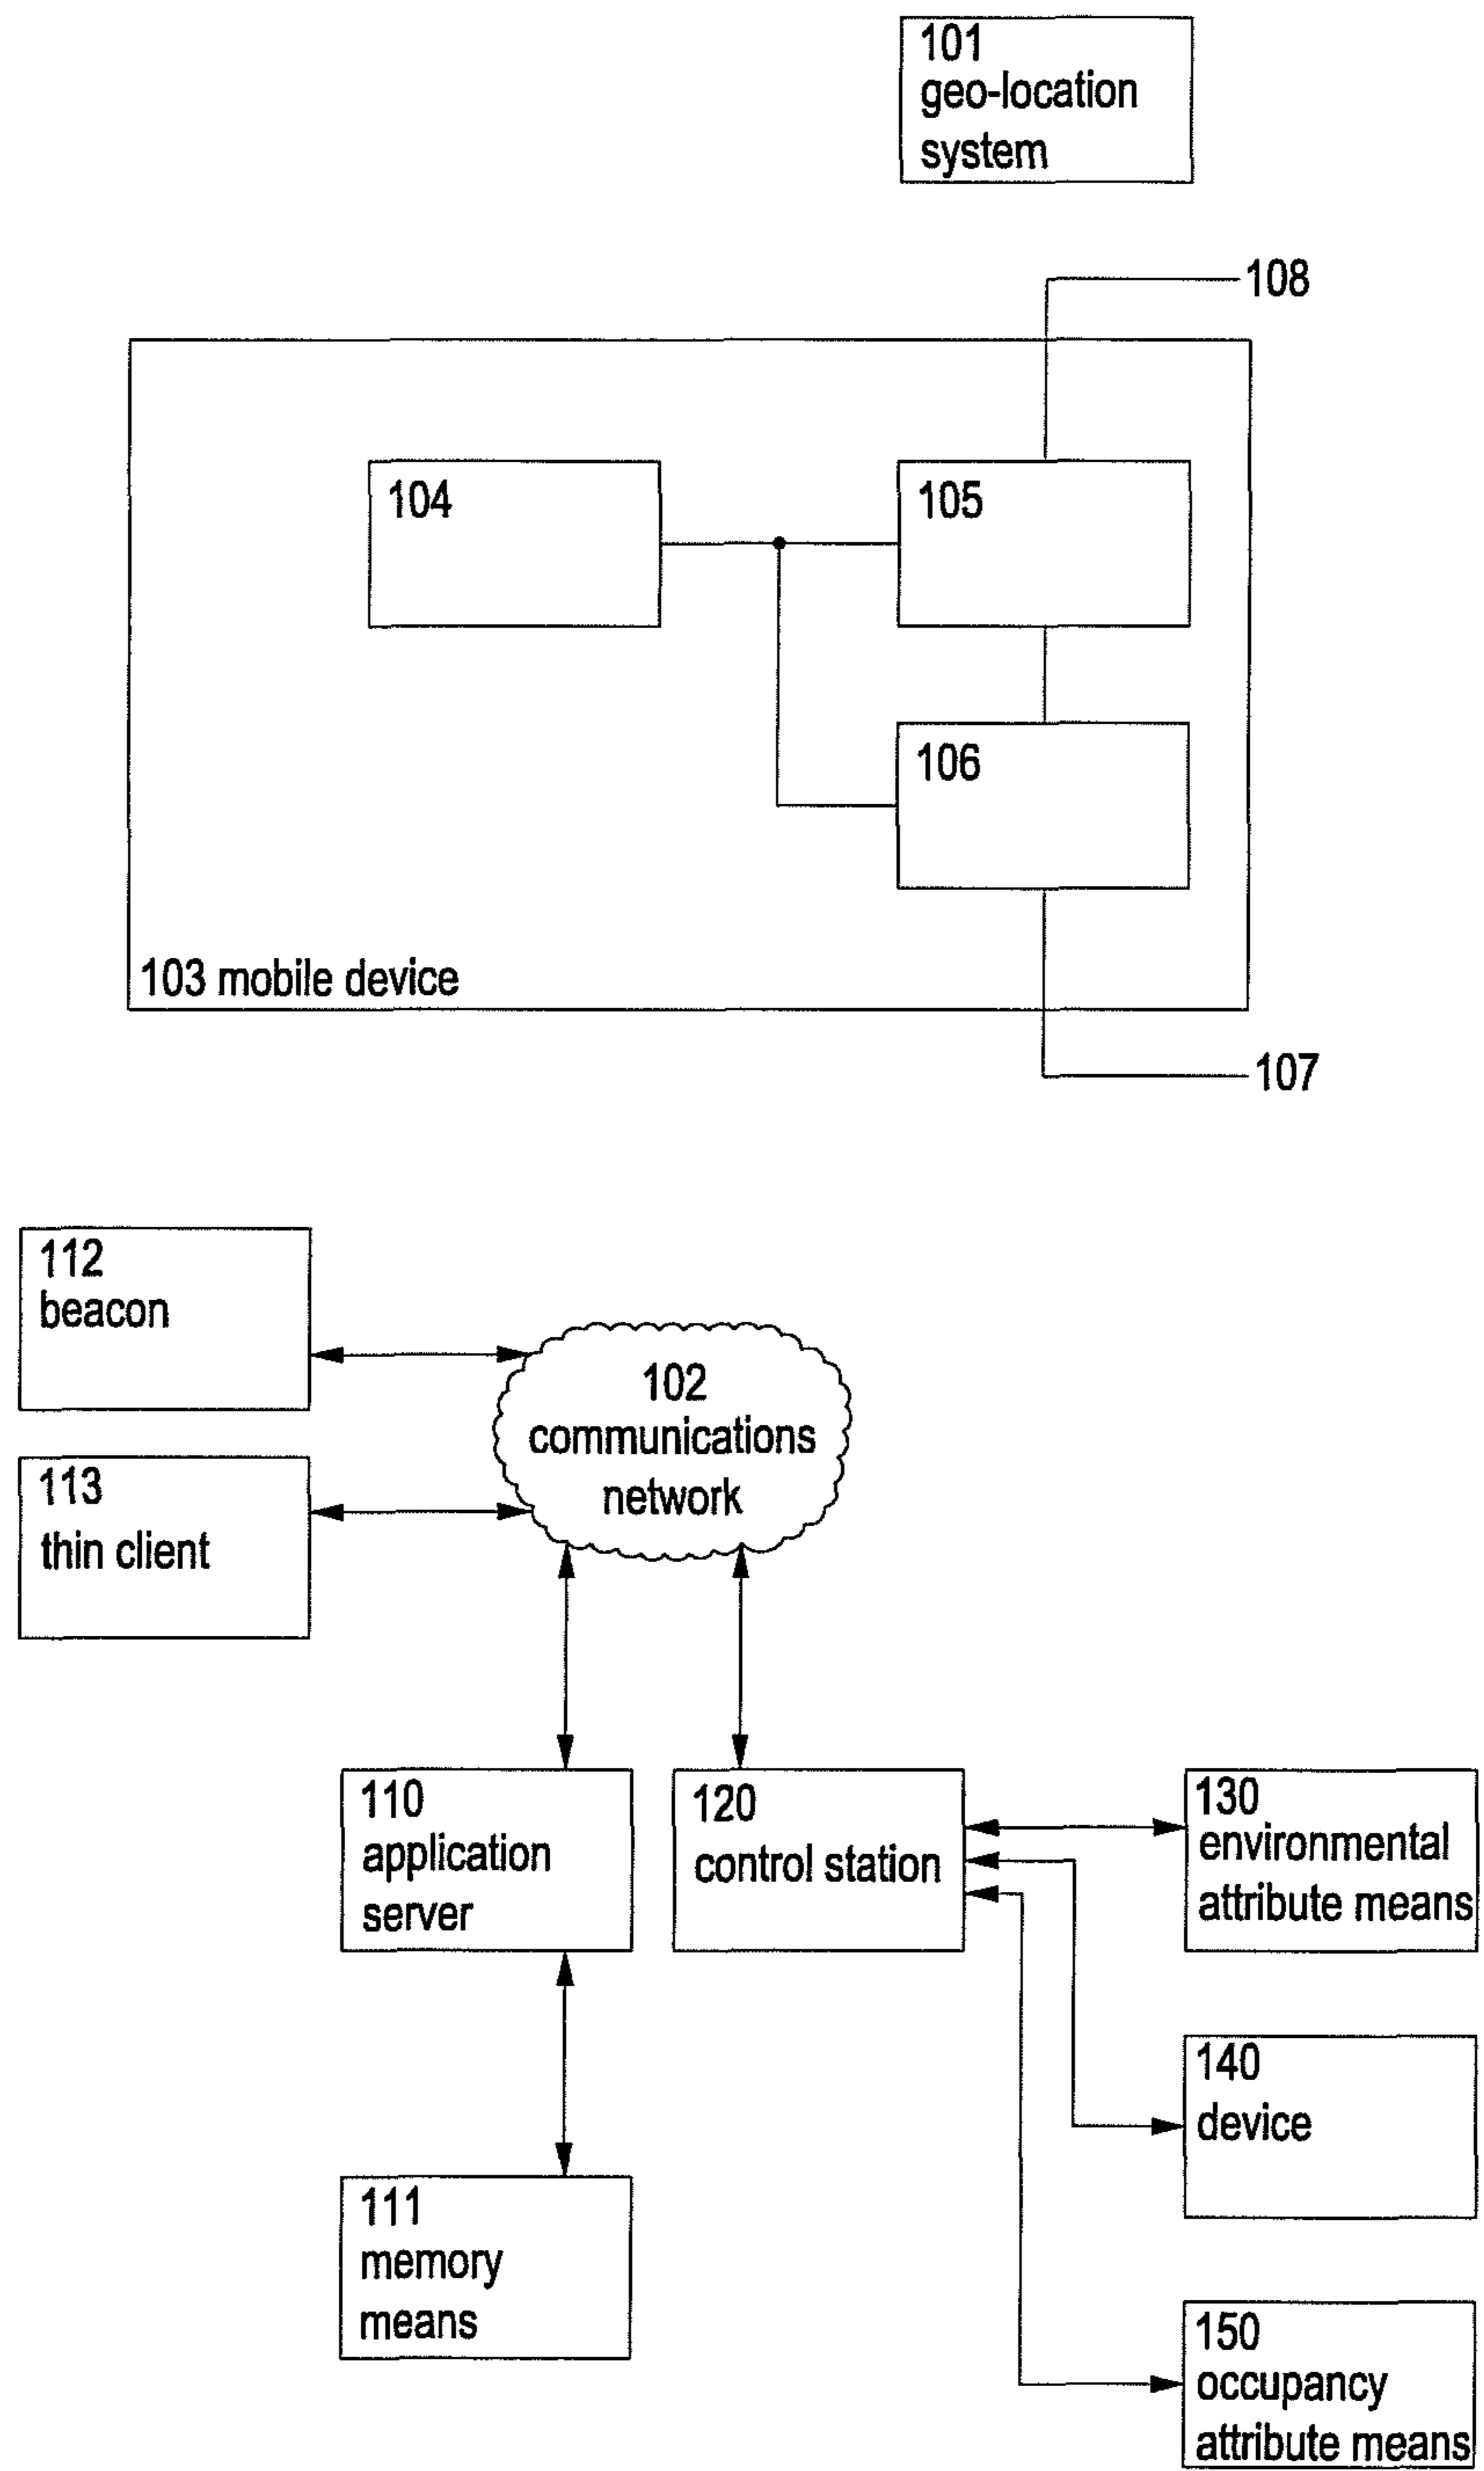 101
geo-location
system
108
104
105
106
103 mobile device
107
112
beacon
102
communications
network
113
thin client
110
application
server
120
control station
130
environmental
attribute means
140
device
111
memory
means
150
occupancy
attribute means